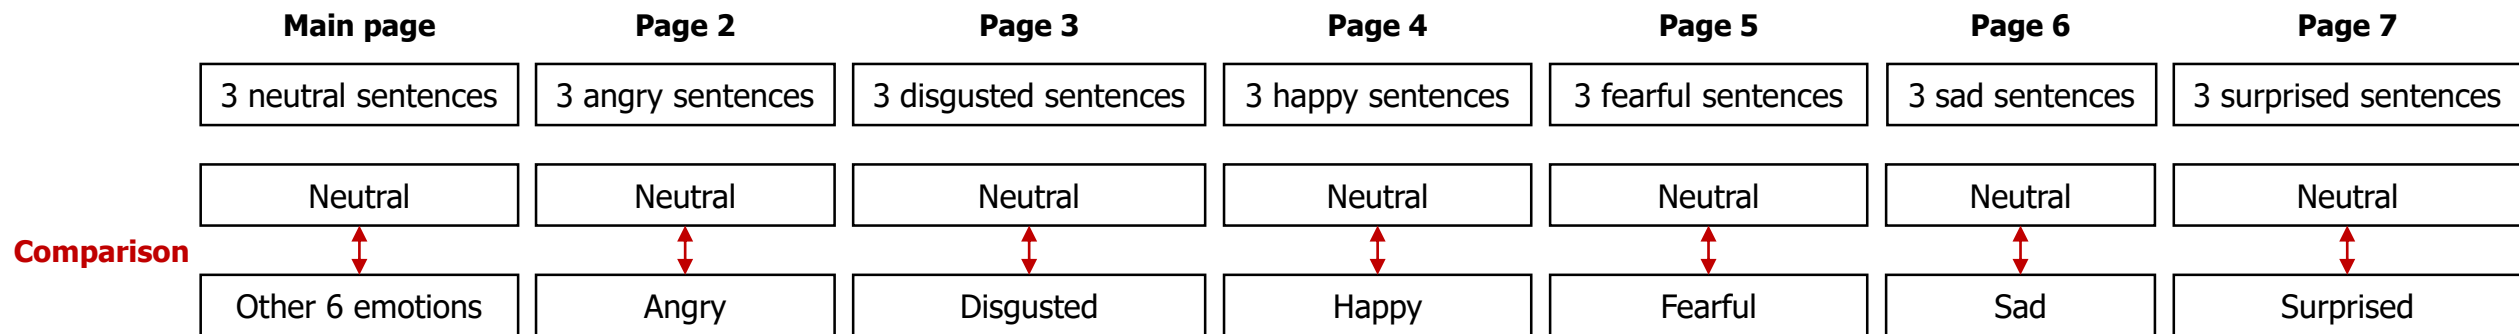 Main page Page 2 Page 3 Page 4 Page 5 Page 6 Page 7
3 neutral sentences 3 angry sentences 3 disgusted sentences 3 happy sentences 3 fearful sentences 3 sad sentences 3 surprised sentences
Neutral Neutral Neutral Neutral Neutral Neutral Neutral
Comparison
Other 6 emotions Angry Disgusted Happy Fearful Sad Surprised